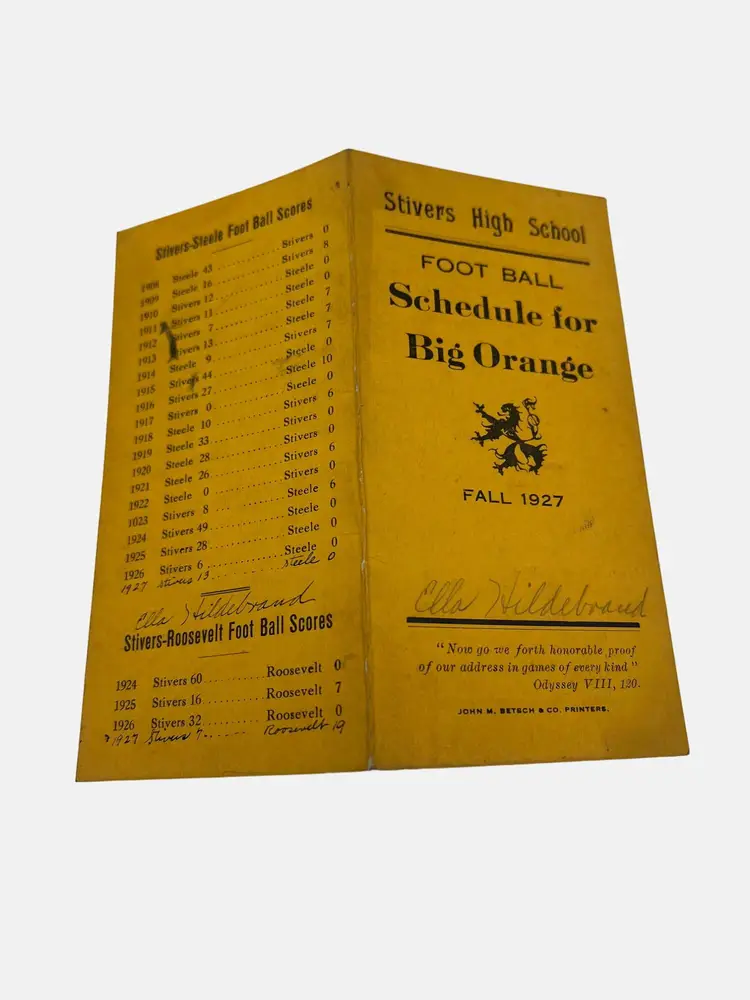 Stivers-Steele Foot Ball Scores
1908 Steele 43 .......... Stivers 0
1909 Steele 16 .......... Stivers 8
1910 Stivers 12 .......... Steele 0
1911 Stivers 11 .......... Steele 0
1912 Stivers 7 .......... Steele 7
1913 Stivers 13 .......... Steele 7
1914 Steele 9 .......... Stivers 7
1915 Stivers 44 .......... Steele 0
1916 Stivers 27 .......... Steele 10
1917 Stivers 0 .......... Steele 0
1918 Steele 10 .......... Stivers 6
1919 Steele 33 .......... Stivers 0
1920 Steele 28 .......... Stivers 0
1921 Steele 26 .......... Stivers 6
1922 Steele 0 .......... Stivers 0
1023 Stivers 8 .......... Steele 6
1924 Stivers 49 .......... Steele 0
1925 Stivers 28 .......... Steele 0
1926 Stivers 6 .......... Steele 0
1927 Stivers 13 .......... Steele 0
Ella Hildebrand
Stivers-Roosevelt Foot Ball Scores
1924 Stivers 60 .......... Roosevelt 0
1925 Stivers 16 .......... Roosevelt 7
1926 Stivers 32 .......... Roosevelt 0
1927 Stivers 7 ...... Roosevelt 19
Stivers High School
FOOT BALL
Schedule for
Big Orange
FALL 1927
Ella Hildebrand
"Now go we forth honorable proof
of our address in games of every kind"
Odyssey VIII, 120.
JOHN M. BETSCH & CO. PRINTERS.